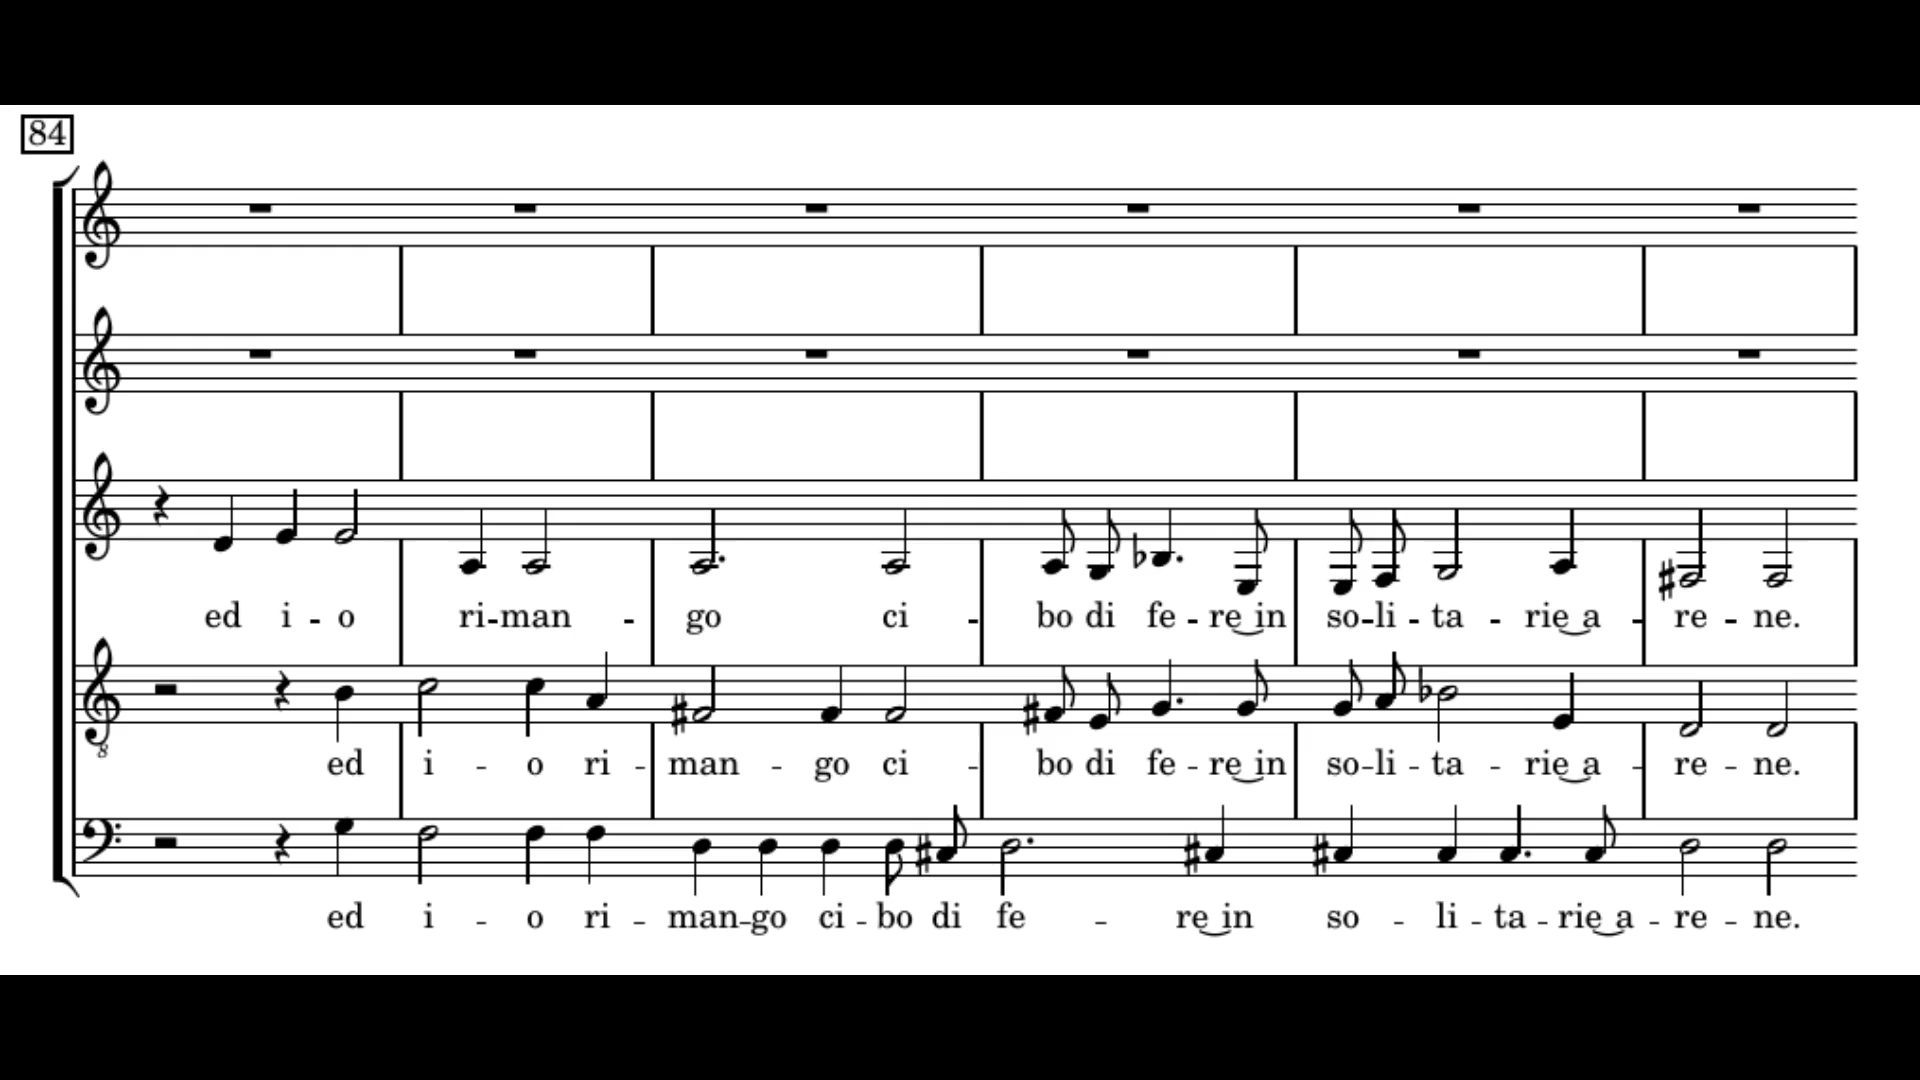 84
ed i - o ri-man - go ci - bo di fe - re‿in so-li - ta - rie‿a - re - ne.
8
ed i - o ri - man - go ci - bo di fe - re‿in so-li - ta - rie‿a - re - ne.
ed i - o ri - man-go ci - bo di fe - re‿in so - li - ta - rie‿a - re - ne.